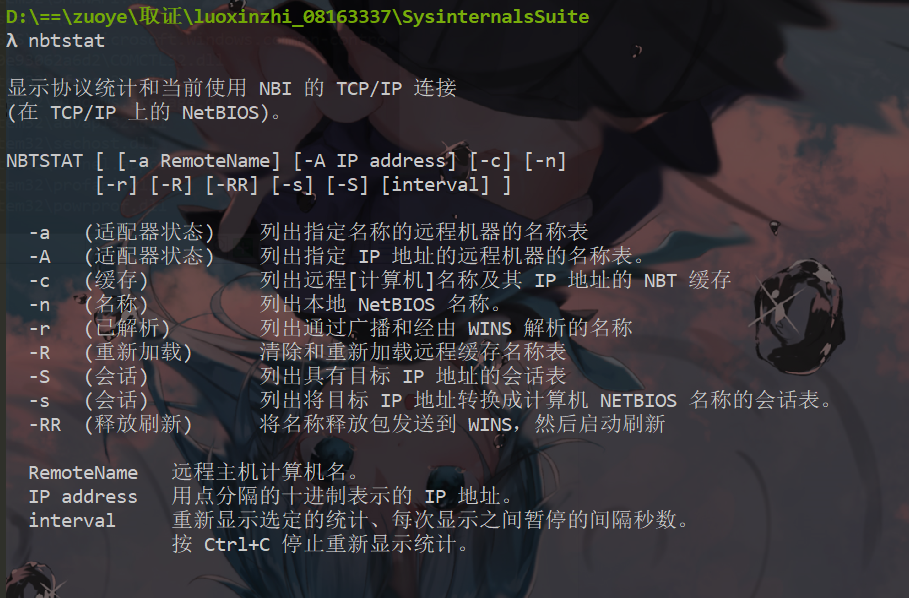 D:\==\zuoye\取证\luoxinzhi_08163337\SysinternalsSuite
λ nbtstat
显示协议统计和当前使用 NBI 的 TCP/IP 连接
(在 TCP/IP 上的 NetBIOS)。
NBTSTAT [ [-a RemoteName] [-A IP address] [-c] [-n]
[-r] [-R] [-RR] [-s] [-S] [interval] ]
-a (适配器状态) 列出指定名称的远程机器的名称表
-A (适配器状态) 列出指定 IP 地址的远程机器的名称表。
-c (缓存) 列出远程[计算机]名称及其 IP 地址的 NBT 缓存
-n (名称) 列出本地 NetBIOS 名称。
-r (已解析) 列出通过广播和经由 WINS 解析的名称
-R (重新加载) 清除和重新加载远程缓存名称表
-S (会话) 列出具有目标 IP 地址的会话表
-s (会话) 列出将目标 IP 地址转换成计算机 NETBIOS 名称的会话表。
-RR (释放刷新) 将名称释放包发送到 WINS，然后启动刷新
RemoteName 远程主机计算机名。
IP address 用点分隔的十进制表示的 IP 地址。
interval 重新显示选定的统计、每次显示之间暂停的间隔秒数。
按 Ctrl+C 停止重新显示统计。